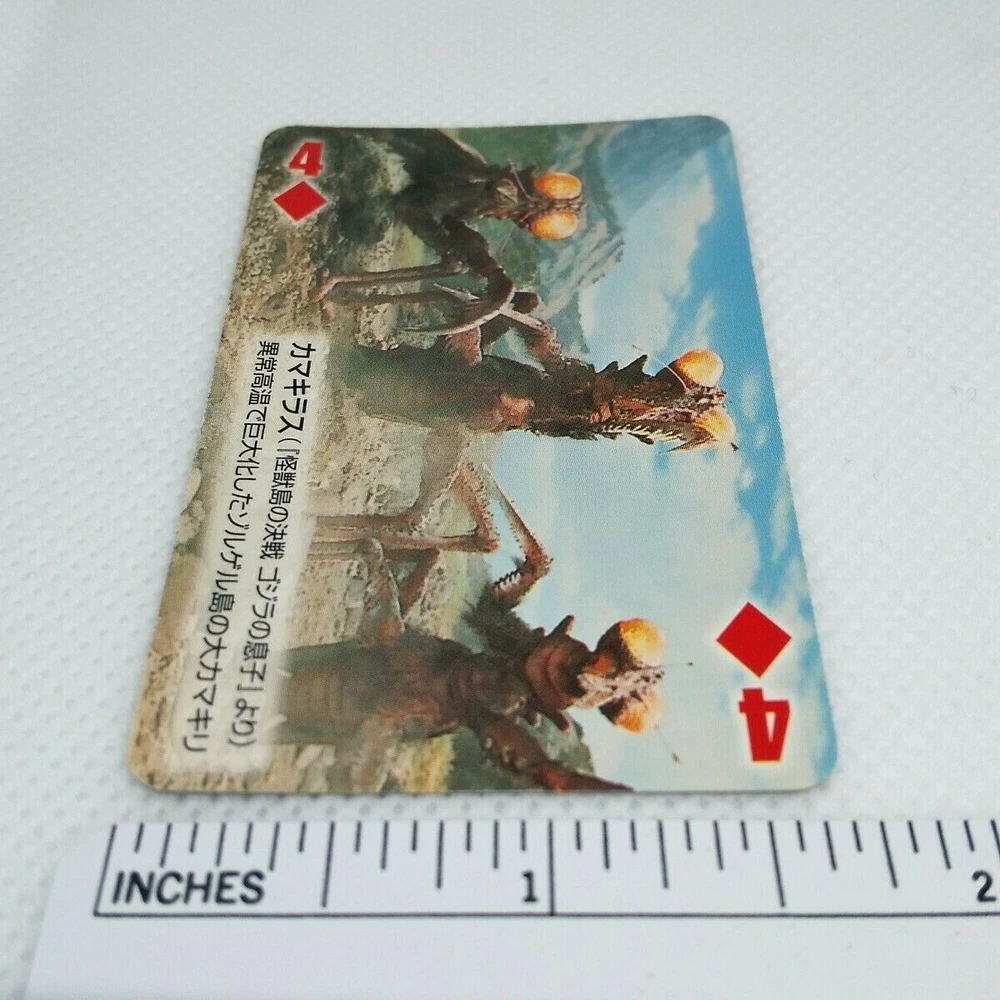 4
カマキラス(『怪獣島の決戦 ゴジラの息子』より)
異常高温で巨大化したゾルゲル島の大カマキリ
4
INCHES 1 2